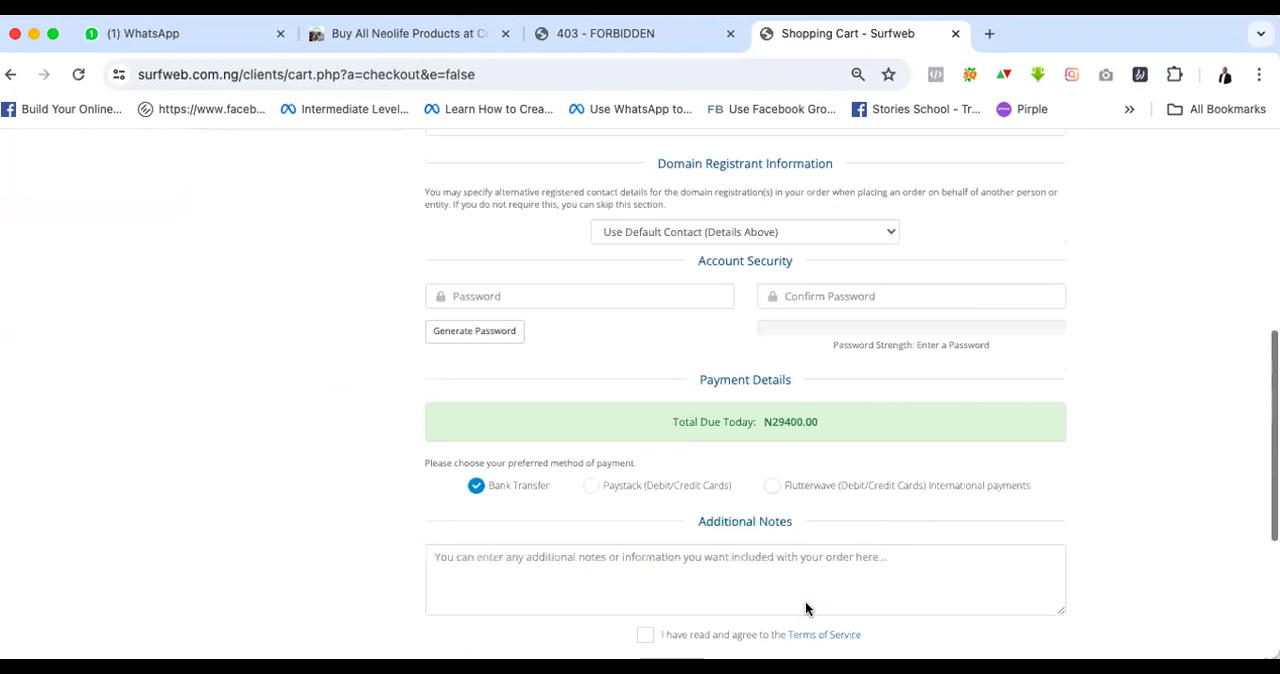 (1) WhatsApp
Buy All Neolife Products at C
403 - FORBIDDEN
Shopping Cart - Surfweb
surfweb.com.ng/clients/cart.php?a=checkout&e=false
Build Your Online...
https://www.faceb...
Intermediate Level...
Learn How to Crea...
Use WhatsApp to...
FB Use Facebook Gro...
Stories School - Tr...
Pirple
»
All Bookmarks
Domain Registrant Information
You may specify alternative registered contact details for the domain registration(s) in your order when placing an order on behalf of another person or
entity. If you do not require this, you can skip this section.
Use Default Contact (Details Above)
Account Security
Password
Confirm Password
Generate Password
Password Strength: Enter a Password
Payment Details
Total Due Today: N29400.00
Please choose your preferred method of payment.
Bank Transfer
Paystack (Debit/Credit Cards)
Flutterwave (Debit/Credit Cards) International payments
Additional Notes
You can enter any additional notes or information you want included with your order here...
I have read and agree to the Terms of Service